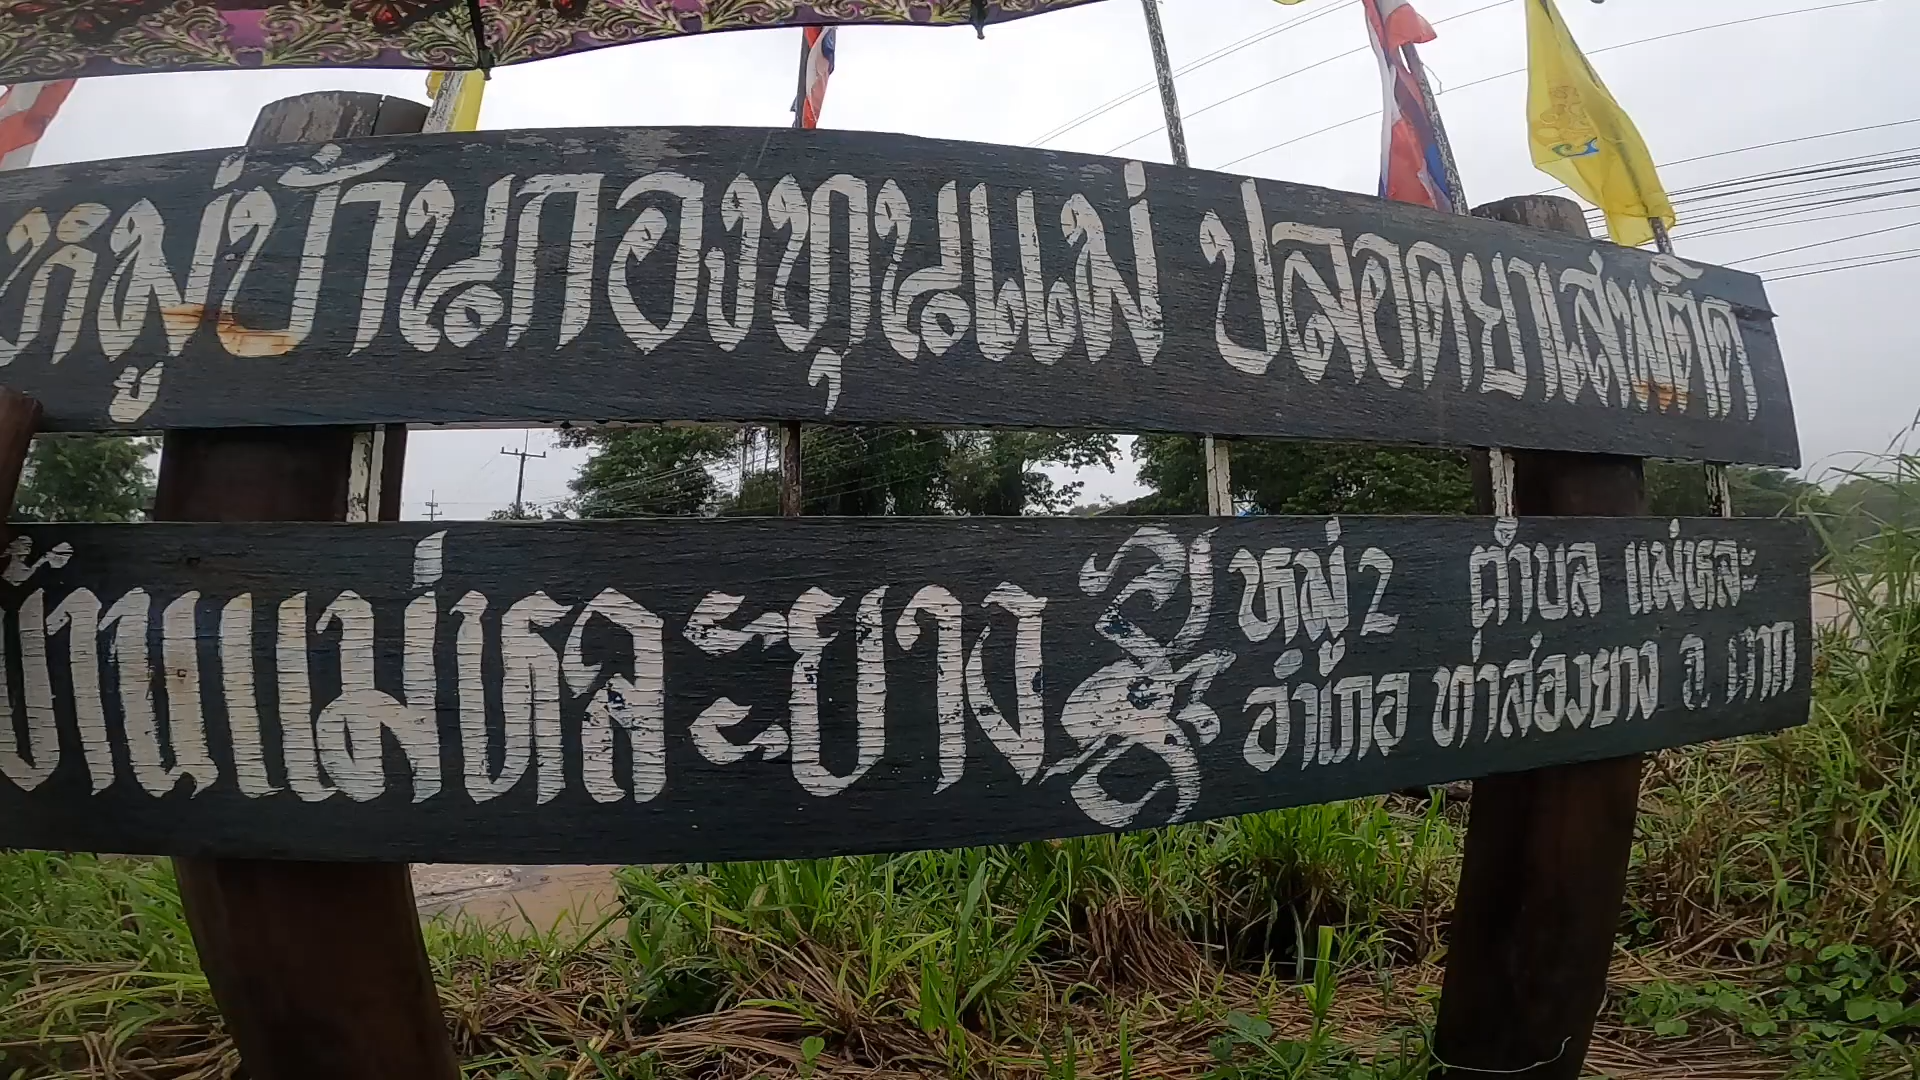 หมู่บ้านกองทุนแม่ ปลอดยาเสพติด
บ้านแม่หละยาง
หมู่ 2 ตำบล แม่หละ
อำเภอ ท่าสองยาง จ. ตาก